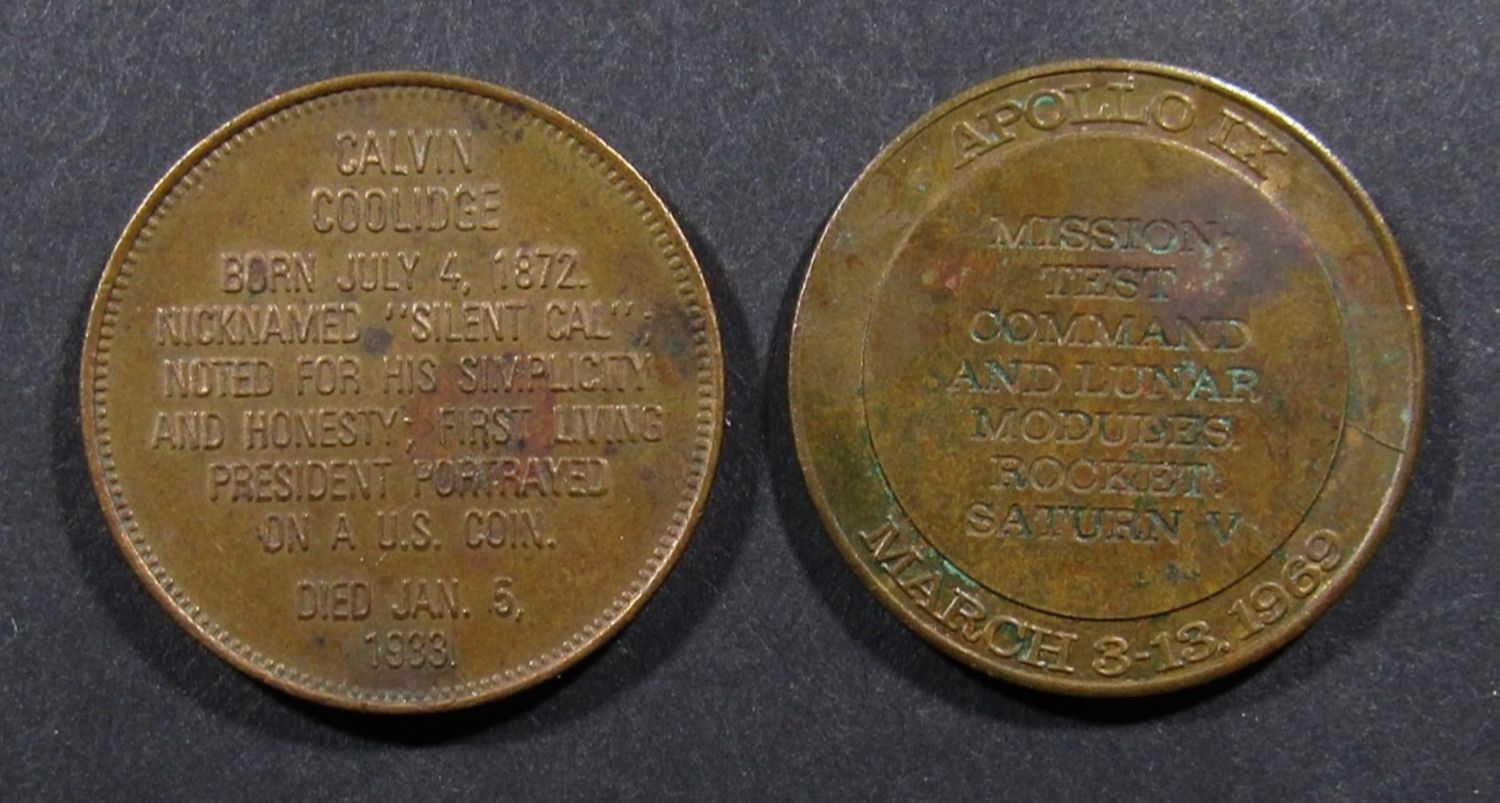 CALVIN
COOLIDGE
BORN JULY 4, 1872.
NICKNAMED "SILENT CAL";
NOTED FOR HIS SIMPLICITY
AND HONESTY; FIRST LIVING
PRESIDENT PORTRAYED
ON A U.S. COIN.
DIED JAN. 5,
1933.
APOLLO IX
MISSION:
TEST
COMMAND
AND LUNAR
MODULES.
ROCKET:
SATURN V
MARCH 3-13, 1969